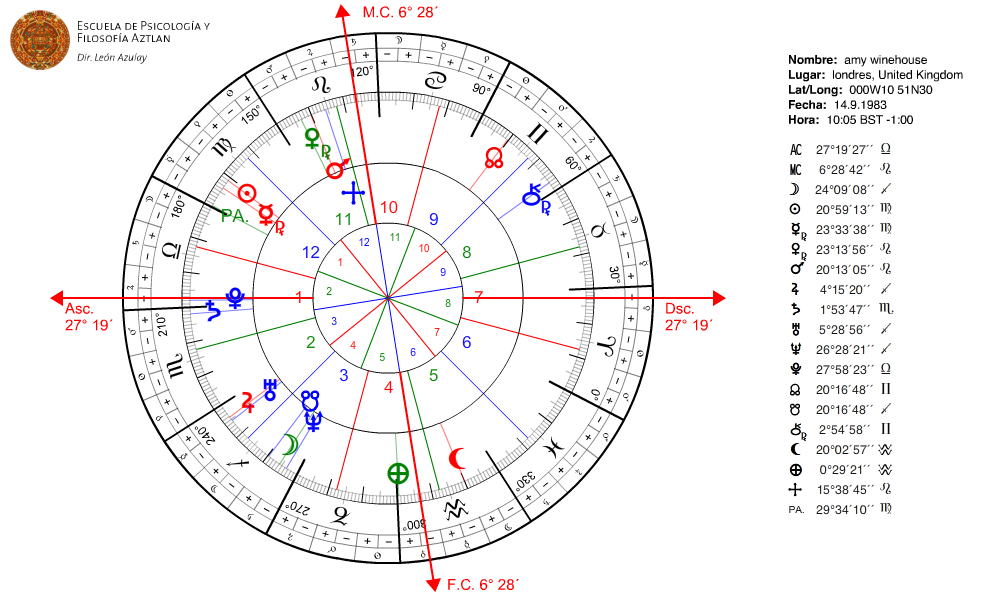 ESCUELA DE PSICOLOGÍA Y
FILOSOFÍA AZTLAN
Dir. León Azulay
M.C. 6° 28´
Nombre: amy winehouse
Lugar: londres, United Kingdom
Lat/Long: 000W10 51N30
Fecha: 14.9.1983
Hora: 10:05 BST -1:00
AC 27°19´27´´ ♎
MC 6°28´42´´ ♌
☽ 24°09´08´´ ♐
☉ 20°59´13´´ ♍
☿ ℞ 23°33´38´´ ♍
♀ ℞ 23°13´56´´ ♌
♂ 20°13´05´´ ♌
♃ 4°15´20´´ ♐
♄ 1°53´47´´ ♏
♅ 5°28´56´´ ♐
♆ 26°28´21´´ ♐
♇ 27°58´23´´ ♎
☊ 20°16´48´´ ♊
☋ 20°16´48´´ ♐
⚷ ℞ 2°54´58´´ ♊
⚸ 20°02´57´´ ♒
⊕ 0°29´21´´ ♒
15°38´45´´ ♌
PA. 29°34´10´´ ♍
120°
90°
150°
60°
180°
PA.
30°
210°
0°
240°
330°
270°
300°
10
11
9
12
8
1
7
2
6
3
5
4
12
11
10
1
9
2
8
3
7
4
6
5
Asc.
27° 19´
Dsc.
27° 19´
F.C. 6° 28´